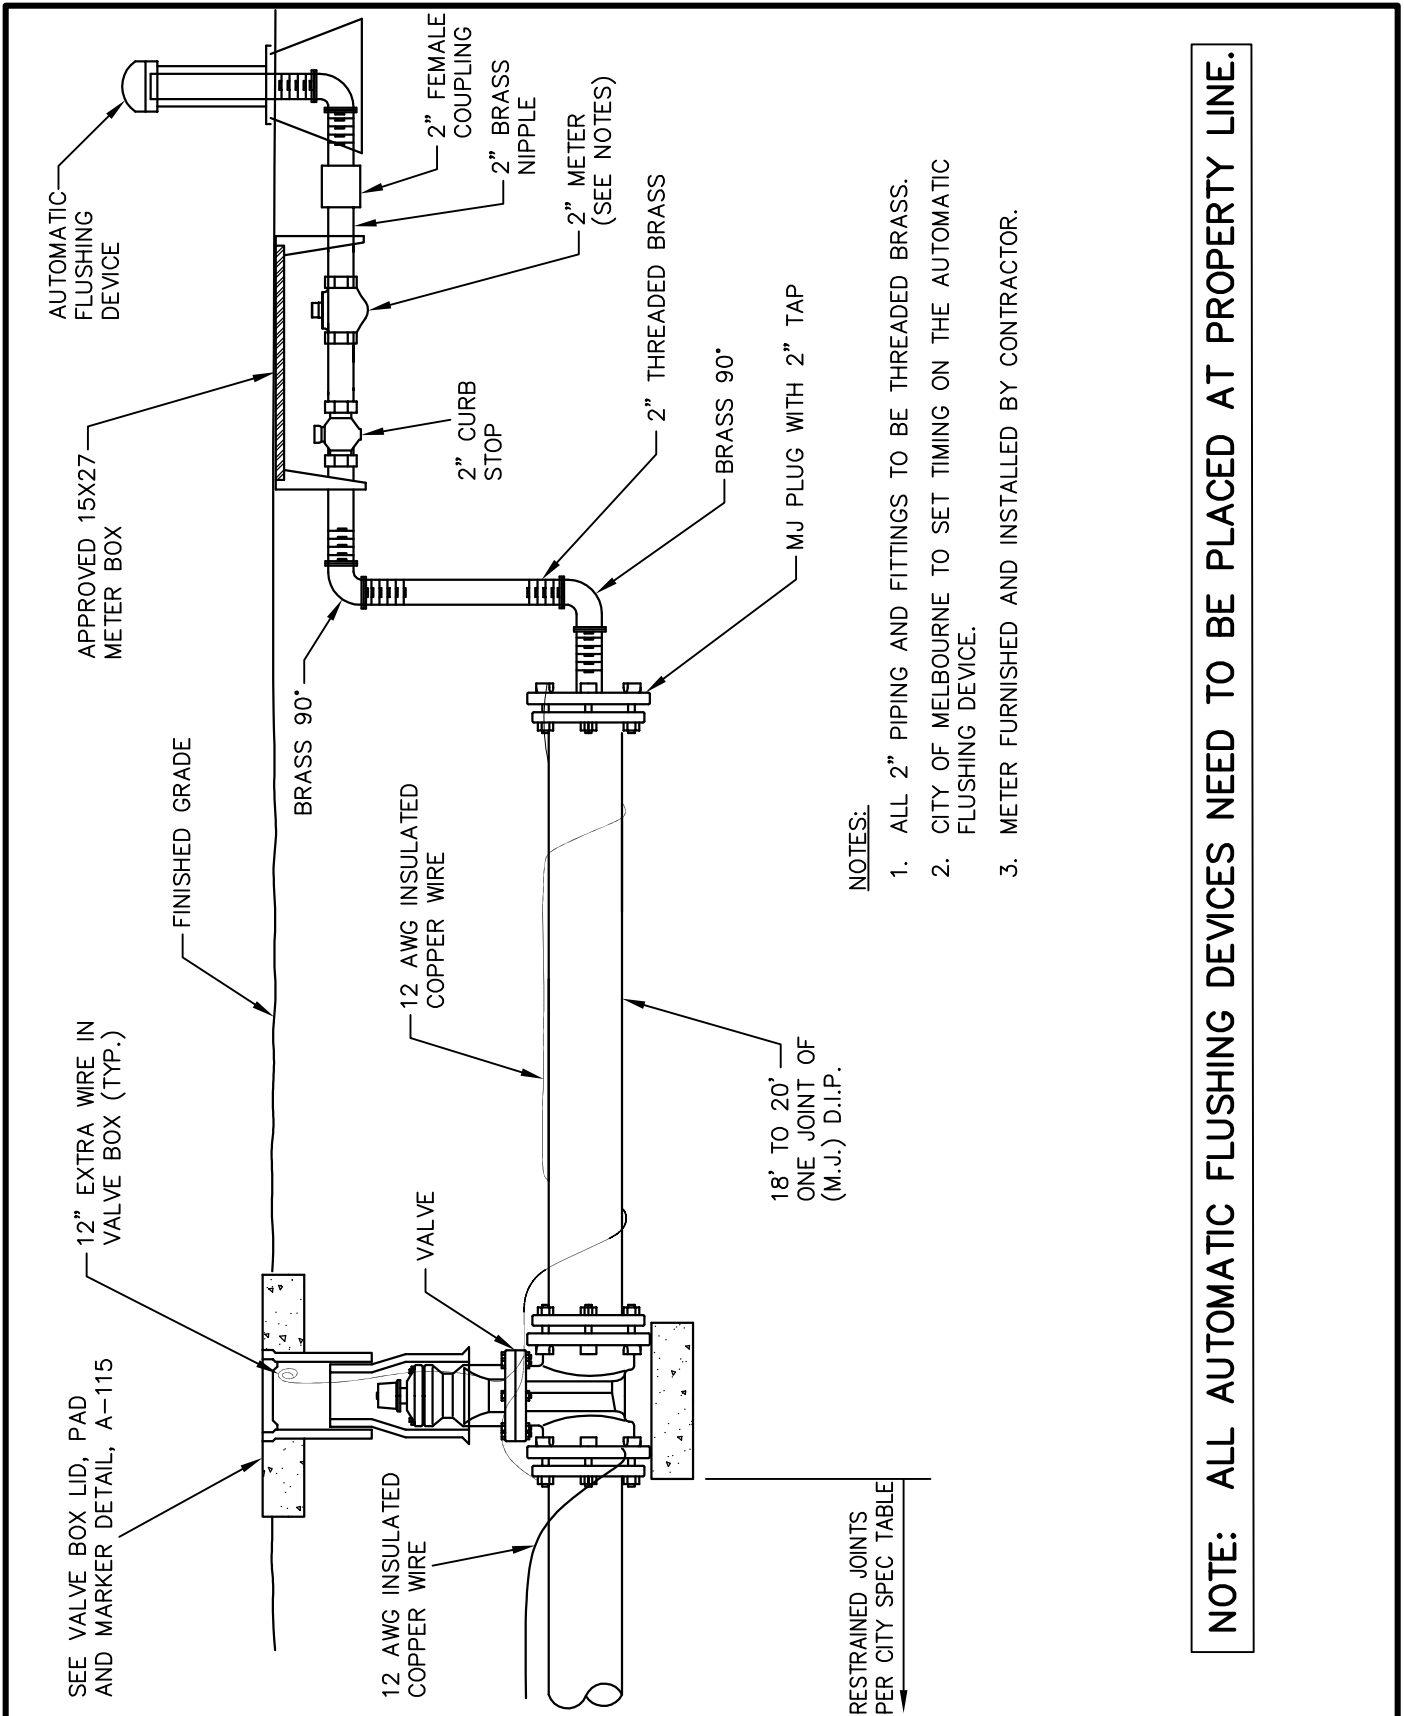 SEE VALVE BOX LID, PAD
AND MARKER DETAIL, A-115
12" EXTRA WIRE IN
VALVE BOX (TYP.)
FINISHED GRADE
APPROVED 15X27
METER BOX
AUTOMATIC
FLUSHING
DEVICE
12 AWG INSULATED
COPPER WIRE
VALVE
12 AWG INSULATED
COPPER WIRE
BRASS 90°
2" CURB
STOP
2" FEMALE
COUPLING
2" BRASS
NIPPLE
2" METER
(SEE NOTES)
2" THREADED BRASS
BRASS 90°
MJ PLUG WITH 2" TAP
18' TO 20'
ONE JOINT OF
(M.J.) D.I.P.
RESTRAINED JOINTS
PER CITY SPEC TABLE
NOTES:
1. ALL 2" PIPING AND FITTINGS TO BE THREADED BRASS.
2. CITY OF MELBOURNE TO SET TIMING ON THE AUTOMATIC
FLUSHING DEVICE.
3. METER FURNISHED AND INSTALLED BY CONTRACTOR.
NOTE: ALL AUTOMATIC FLUSHING DEVICES NEED TO BE PLACED AT PROPERTY LINE.